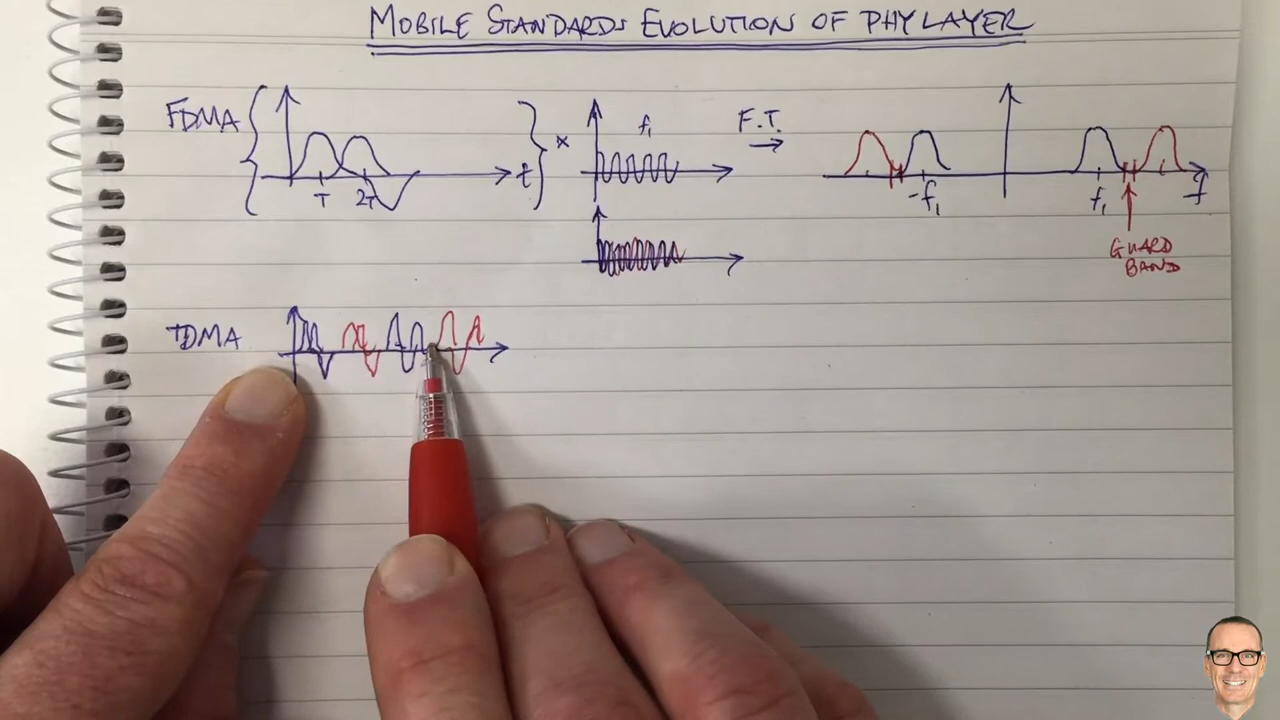 MOBILE STANDARDS EVOLUTION OF PHY LAYER
FDMA
T
2T
t
×
f₁
F.T.
-f₁
f₁
f
GUARD
BAND
TDMA